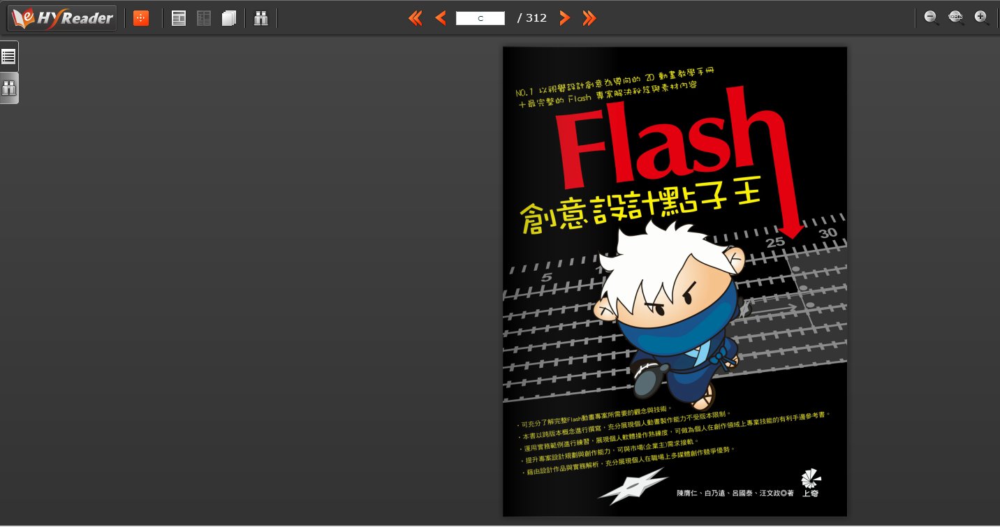 HYReader
C
/ 312
100%
NO.1 以視覺設計創意為導向的 2D 動畫教學手冊
十最完整的 Flash 專案解決秘笈與素材內容
Flash
創意設計點子王
5
25
30
・可充分了解完整Flash動畫專案所需要的觀念與技術。
・本書以跨版本概念進行撰寫，充分展現個人動畫製作能力不受版本限制。
・運用實務範例進行練習，展現個人軟體操作熟練度，可做為個人在創作領域上專業技能的有利手邊參考書。
・提升專案設計規劃與創作能力，可與市場(企業主)需求接軌。
・藉由設計作品與實務解析，充分展現個人在職場上多媒體創作競爭優勢。
陳膺仁、白乃遠、呂國泰、汪文政◎著
上奇